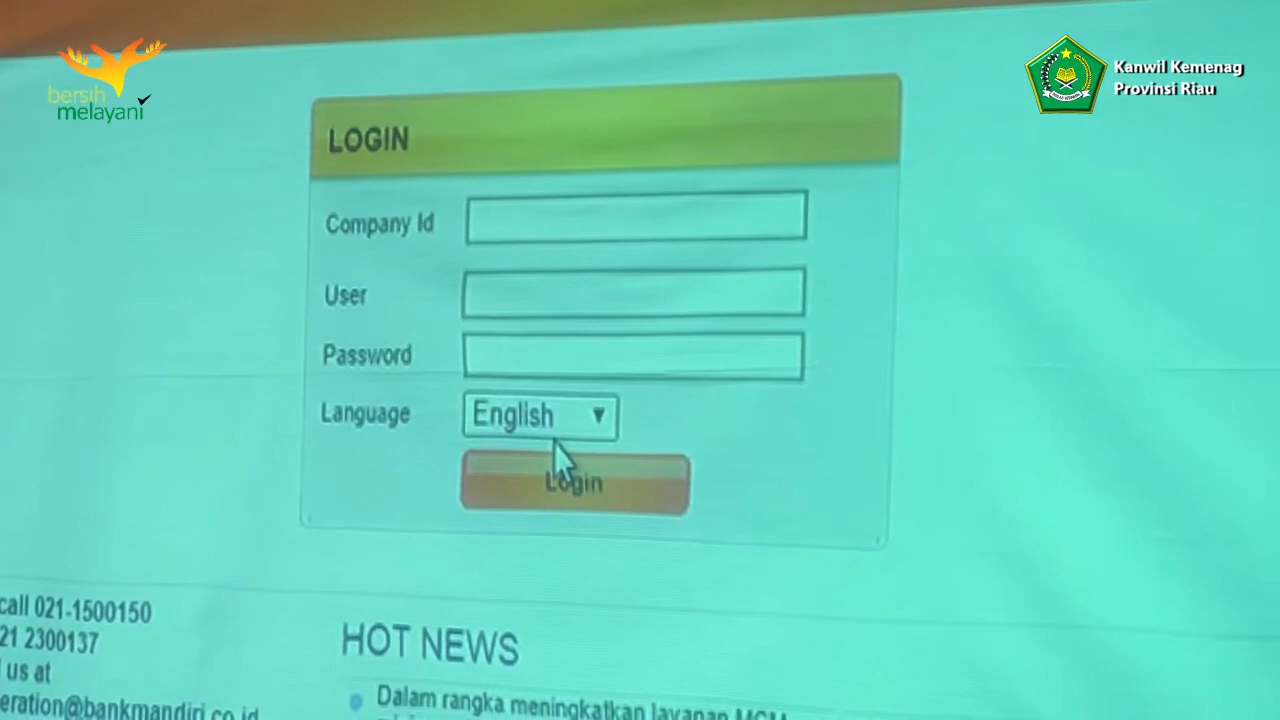 bersih
melayani
Kanwil Kemenag
Provinsi Riau
LOGIN
Company Id
User
Password
Language
English
Login
call 021-1500150
21 2300137
us at
eration@bankmandiri.co.id
HOT NEWS
Dalam rangka meningkatkan layanan MCM